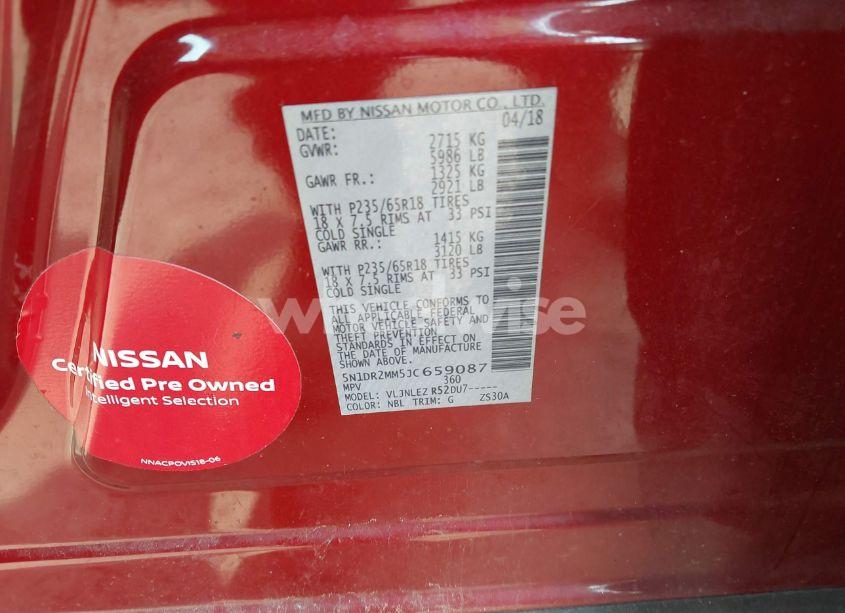 MFD BY NISSAN MOTOR CO., LTD.
DATE: 04/18
GVWR: 2715 KG
5986 LB
GAWR FR.: 1325 KG
2921 LB
WITH P235/65R18 TIRES
18 X 7.5 RIMS AT 33 PSI
COLD SINGLE
GAWR RR.: 1415 KG
3120 LB
WITH P235/65R18 TIRES
18 X 7.5 RIMS AT 33 PSI
COLD SINGLE
THIS VEHICLE CONFORMS TO
ALL APPLICABLE FEDERAL
MOTOR VEHICLE SAFETY AND
THEFT PREVENTION
STANDARDS IN EFFECT ON
THE DATE OF MANUFACTURE
SHOWN ABOVE.
5N1DR2MM5JC659087
MPV 360
MODEL: VLJNLEZ R52DU7-----
COLOR: NBL TRIM: G ZS30A
NISSAN
Certified Pre Owned
Intelligent Selection
NNACPOVIS18-06